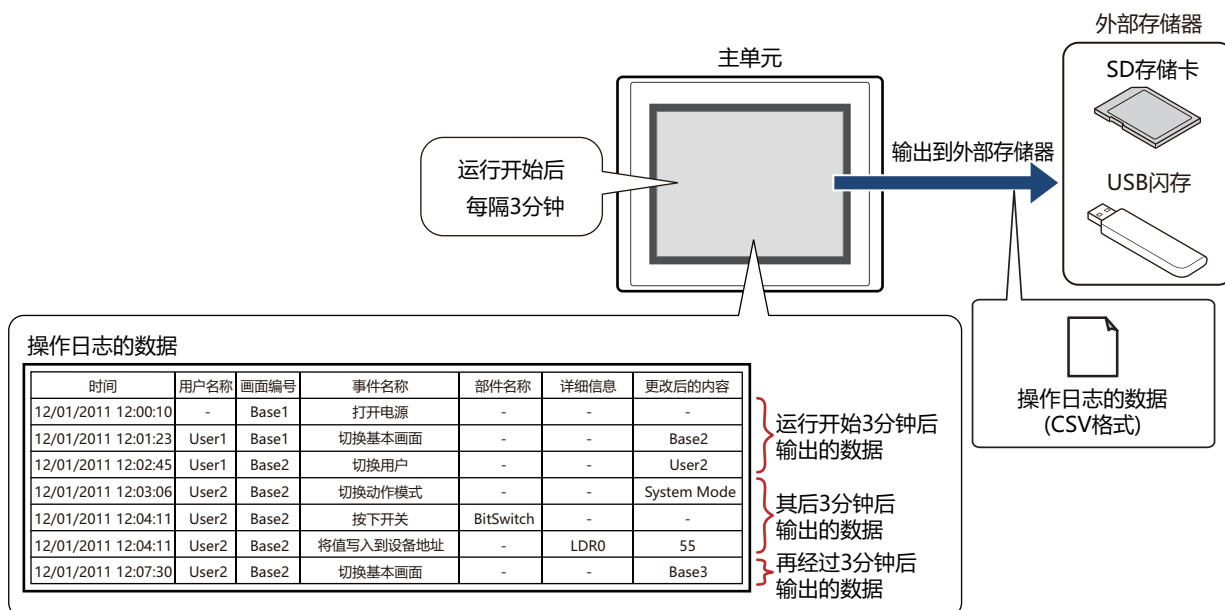 外部存储器
SD存储卡
USB闪存
主单元
运行开始后
每隔3分钟
输出到外部存储器
操作日志的数据
(CSV格式)
操作日志的数据
时间 用户名称 画面编号 事件名称 部件名称 详细信息 更改后的内容
12/01/2011 12:00:10 - Base1 打开电源 - - -
12/01/2011 12:01:23 User1 Base1 切换基本画面 - - Base2
12/01/2011 12:02:45 User1 Base2 切换用户 - - User2
12/01/2011 12:03:06 User2 Base2 切换动作模式 - - System Mode
12/01/2011 12:04:11 User2 Base2 按下开关 BitSwitch - -
12/01/2011 12:04:11 User2 Base2 将值写入到设备地址 - LDR0 55
12/01/2011 12:07:30 User2 Base2 切换基本画面 - - Base3
运行开始3分钟后
输出的数据
其后3分钟后
输出的数据
再经过3分钟后
输出的数据